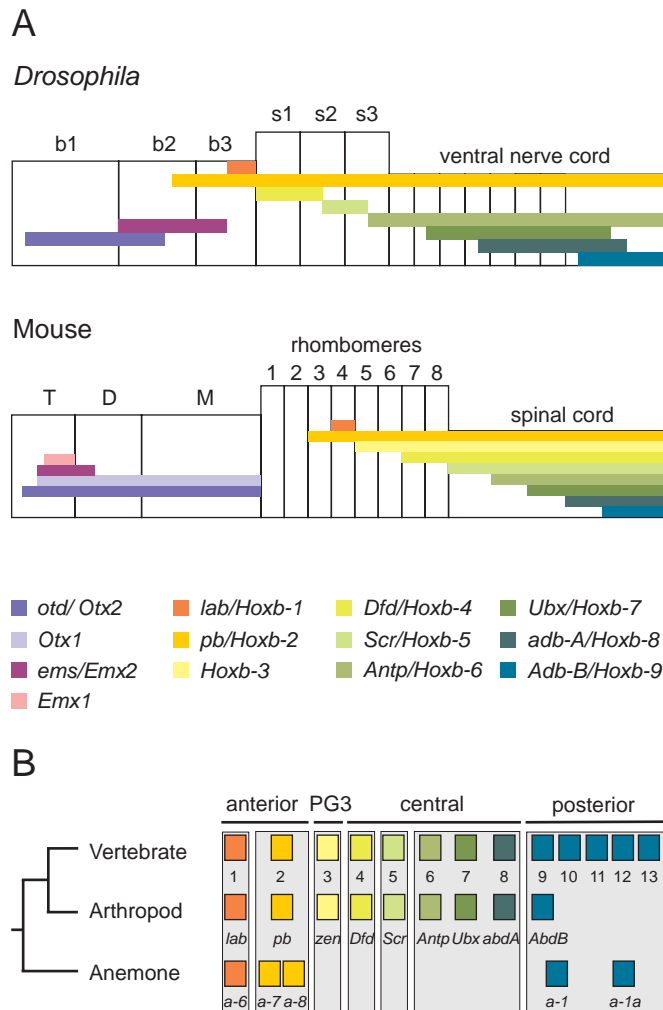 A
Drosophila
s1 s2 s3
b1 b2 b3
ventral nerve cord
Mouse
rhombomeres
1 2 3 4 5 6 7 8
T D M
spinal cord
otd/ Otx2 lab/Hoxb-1 Dfd/Hoxb-4 Ubx/Hoxb-7
Otx1 pb/Hoxb-2 Scr/Hoxb-5 adb-A/Hoxb-8
ems/Emx2 Hoxb-3 Antp/Hoxb-6 Adb-B/Hoxb-9
Emx1
B
anterior PG3 central posterior
Vertebrate
1 2 3 4 5 6 7 8 9 10 11 12 13
Arthropod
lab pb zen Dfd Scr Antp Ubx abdA AbdB
Anemone
a-6 a-7 a-8 a-1 a-1a